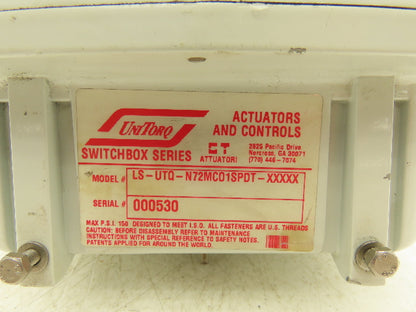 UNITORQ
SWITCHBOX SERIES
ACTUATORS
AND CONTROLS
CT
ATTUATORI
2825 Pacific Drive
Norcross, GA 30071
(770) 446-7074
MODEL # LS-UTQ-N72MC01SPDT-XXXXX
SERIAL # 000530
MAX P.S.I. 150 DESIGNED TO MEET I.S.O. ALL FASTENERS ARE U.S. THREADS
CAUTION: BEFORE DISASSEMBLY REFER TO MAINTENANCE
INSTRUCTIONS WITH SPECIAL REFERENCE TO SAFETY NOTES.
PATENTS APPLIED FOR AROUND THE WORLD.